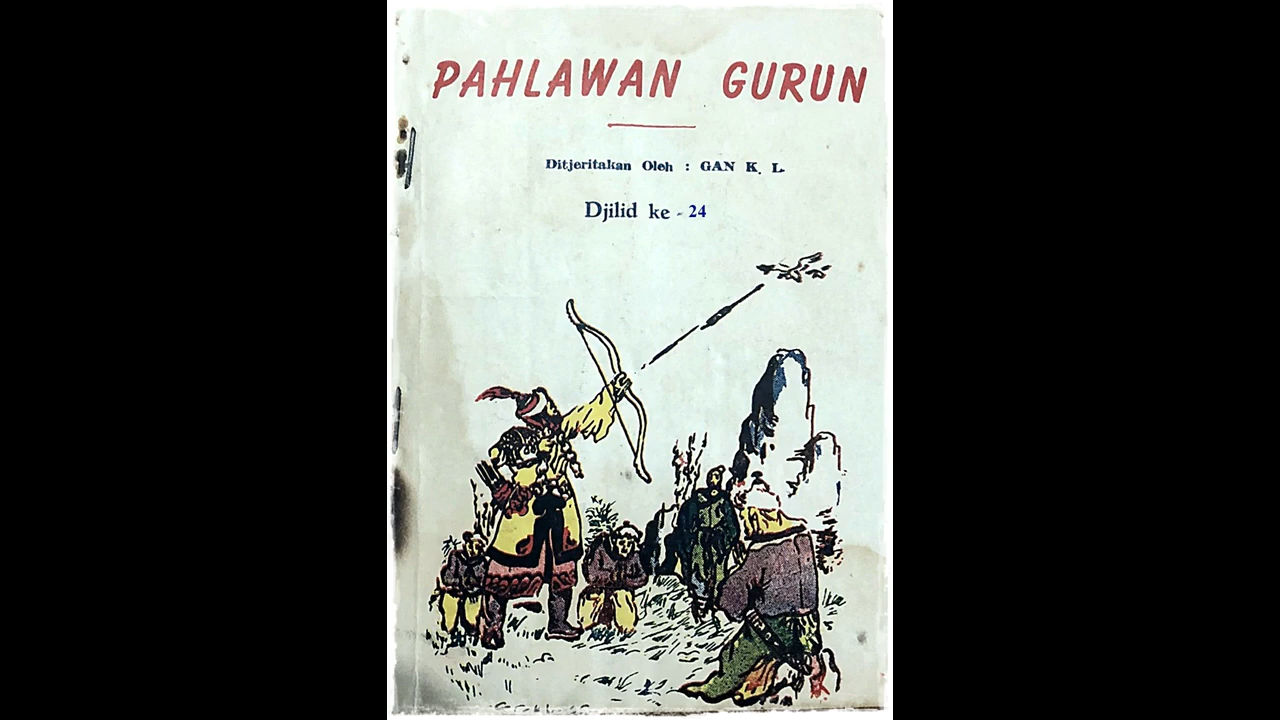 PAHLAWAN GURUN
Ditjeritakan Oleh : GAN K. L.
Djilid ke - 24